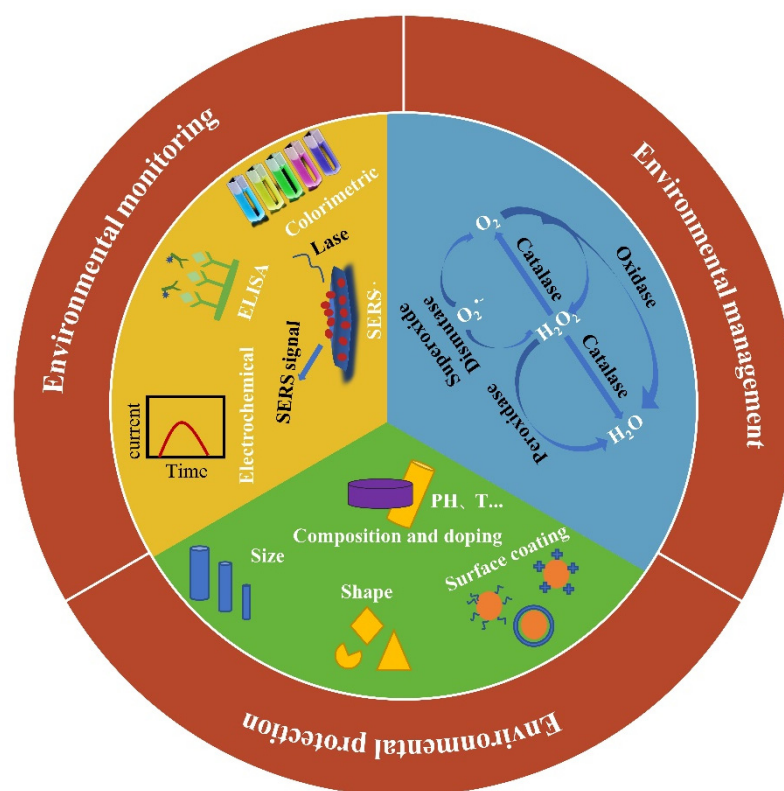 Environmental monitoring
Environmental management
Environmental protection
Colorimetric
Lase
ELISA
SERS
SERS signal
Electrochemical
current
Time
O₂
Catalase
Oxidase
O₂·⁻
H₂O₂
Superoxide
Dismutase
Catalase
Peroxidase
H₂O
PH、T...
Composition and doping
Size
Shape
Surface coating